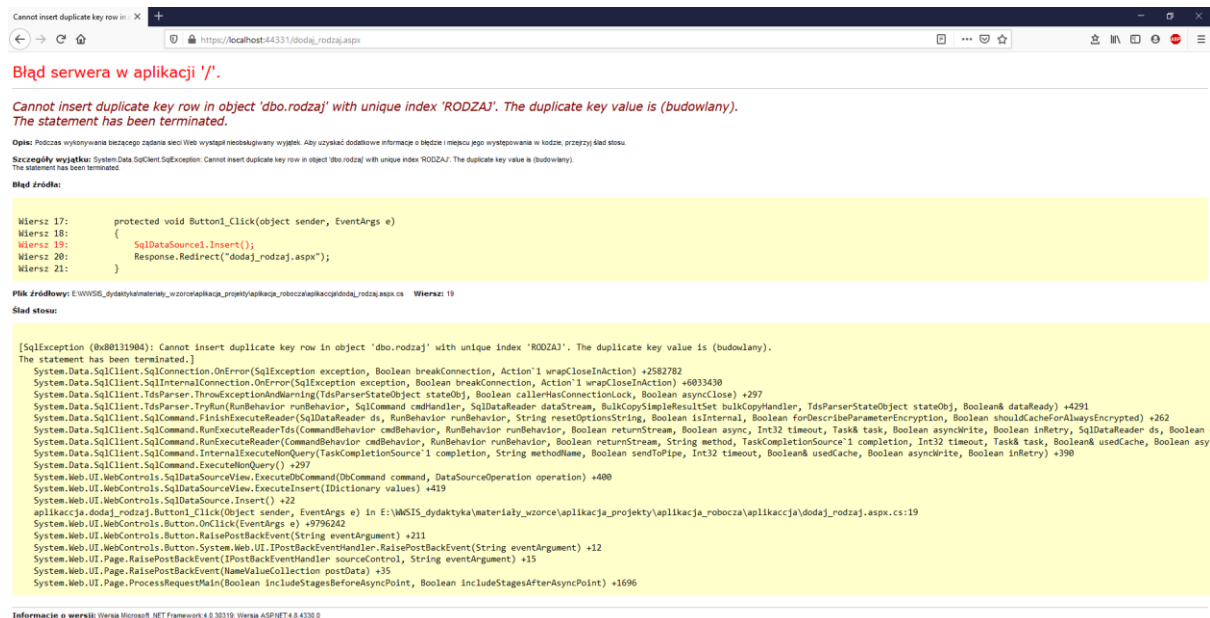 Cannot insert duplicate key row in
https://localhost:44331/dodaj_rodzaj.aspx
Błąd serwera w aplikacji '/'.
Cannot insert duplicate key row in object 'dbo.rodzaj' with unique index 'RODZAJ'. The duplicate key value is (budowlany).
The statement has been terminated.
Opis: Podczas wykonywania bieżącego żądania sieci Web wystąpił nieobsługiwany wyjątek. Aby uzyskać dodatkowe informacje o błędzie i miejscu jego występowania w kodzie, przejrzyj ślad stosu.
Szczegóły wyjątku: System.Data.SqlClient.SqlException: Cannot insert duplicate key row in object 'dbo.rodzaj' with unique index 'RODZAJ'. The duplicate key value is (budowlany).
The statement has been terminated.
Błąd źródła:
Wiersz 17: protected void Button1_Click(object sender, EventArgs e)
Wiersz 18: {
Wiersz 19: SqlDataSource1.Insert();
Wiersz 20: Response.Redirect("dodaj_rodzaj.aspx");
Wiersz 21: }
Plik źródłowy: E:\WWSIS_dydaktyka\materiały_wzorce\aplikacja_projekty\aplikacja_robocza\aplikaccja\dodaj_rodzaj.aspx.cs Wiersz: 19
Ślad stosu:
[SqlException (0x80131904): Cannot insert duplicate key row in object 'dbo.rodzaj' with unique index 'RODZAJ'. The duplicate key value is (budowlany).
The statement has been terminated.]
System.Data.SqlClient.SqlConnection.OnError(SqlException exception, Boolean breakConnection, Action`1 wrapCloseInAction) +2582782
System.Data.SqlClient.SqlInternalConnection.OnError(SqlException exception, Boolean breakConnection, Action`1 wrapCloseInAction) +6033430
System.Data.SqlClient.TdsParser.ThrowExceptionAndWarning(TdsParserStateObject stateObj, Boolean callerHasConnectionLock, Boolean asyncClose) +297
System.Data.SqlClient.TdsParser.TryRun(RunBehavior runBehavior, SqlCommand cmdHandler, SqlDataReader dataStream, BulkCopySimpleResultSet bulkCopyHandler, TdsParserStateObject stateObj, Boolean& dataReady) +4291
System.Data.SqlClient.SqlCommand.FinishExecuteReader(SqlDataReader ds, RunBehavior runBehavior, String resetOptionsString, Boolean isInternal, Boolean forDescribeParameterEncryption, Boolean shouldCacheForAlwaysEncrypted) +262
System.Data.SqlClient.SqlCommand.RunExecuteReaderTds(CommandBehavior cmdBehavior, RunBehavior runBehavior, Boolean returnStream, Boolean async, Int32 timeout, Task& task, Boolean asyncWrite, Boolean inRetry, SqlDataReader ds, Boolean
System.Data.SqlClient.SqlCommand.RunExecuteReader(CommandBehavior cmdBehavior, RunBehavior runBehavior, Boolean returnStream, String method, TaskCompletionSource`1 completion, Int32 timeout, Task& task, Boolean& usedCache, Boolean asy
System.Data.SqlClient.SqlCommand.InternalExecuteNonQuery(TaskCompletionSource`1 completion, String methodName, Boolean sendToPipe, Int32 timeout, Boolean& usedCache, Boolean asyncWrite, Boolean inRetry) +390
System.Data.SqlClient.SqlCommand.ExecuteNonQuery() +297
System.Web.UI.WebControls.SqlDataSourceView.ExecuteDbCommand(DbCommand command, DataSourceOperation operation) +400
System.Web.UI.WebControls.SqlDataSourceView.ExecuteInsert(IDictionary values) +419
System.Web.UI.WebControls.SqlDataSource.Insert() +22
aplikaccja.dodaj_rodzaj.Button1_Click(Object sender, EventArgs e) in E:\WWSIS_dydaktyka\materiały_wzorce\aplikacja_projekty\aplikacja_robocza\aplikaccja\dodaj_rodzaj.aspx.cs:19
System.Web.UI.WebControls.Button.OnClick(EventArgs e) +9796242
System.Web.UI.WebControls.Button.RaisePostBackEvent(String eventArgument) +211
System.Web.UI.WebControls.Button.System.Web.UI.IPostBackEventHandler.RaisePostBackEvent(String eventArgument) +12
System.Web.UI.Page.RaisePostBackEvent(IPostBackEventHandler sourceControl, String eventArgument) +15
System.Web.UI.Page.RaisePostBackEvent(NameValueCollection postData) +35
System.Web.UI.Page.ProcessRequestMain(Boolean includeStagesBeforeAsyncPoint, Boolean includeStagesAfterAsyncPoint) +1696
Informacje o wersji: Wersja Microsoft .NET Framework:4.0.30319; Wersja ASP.NET:4.8.4330.0